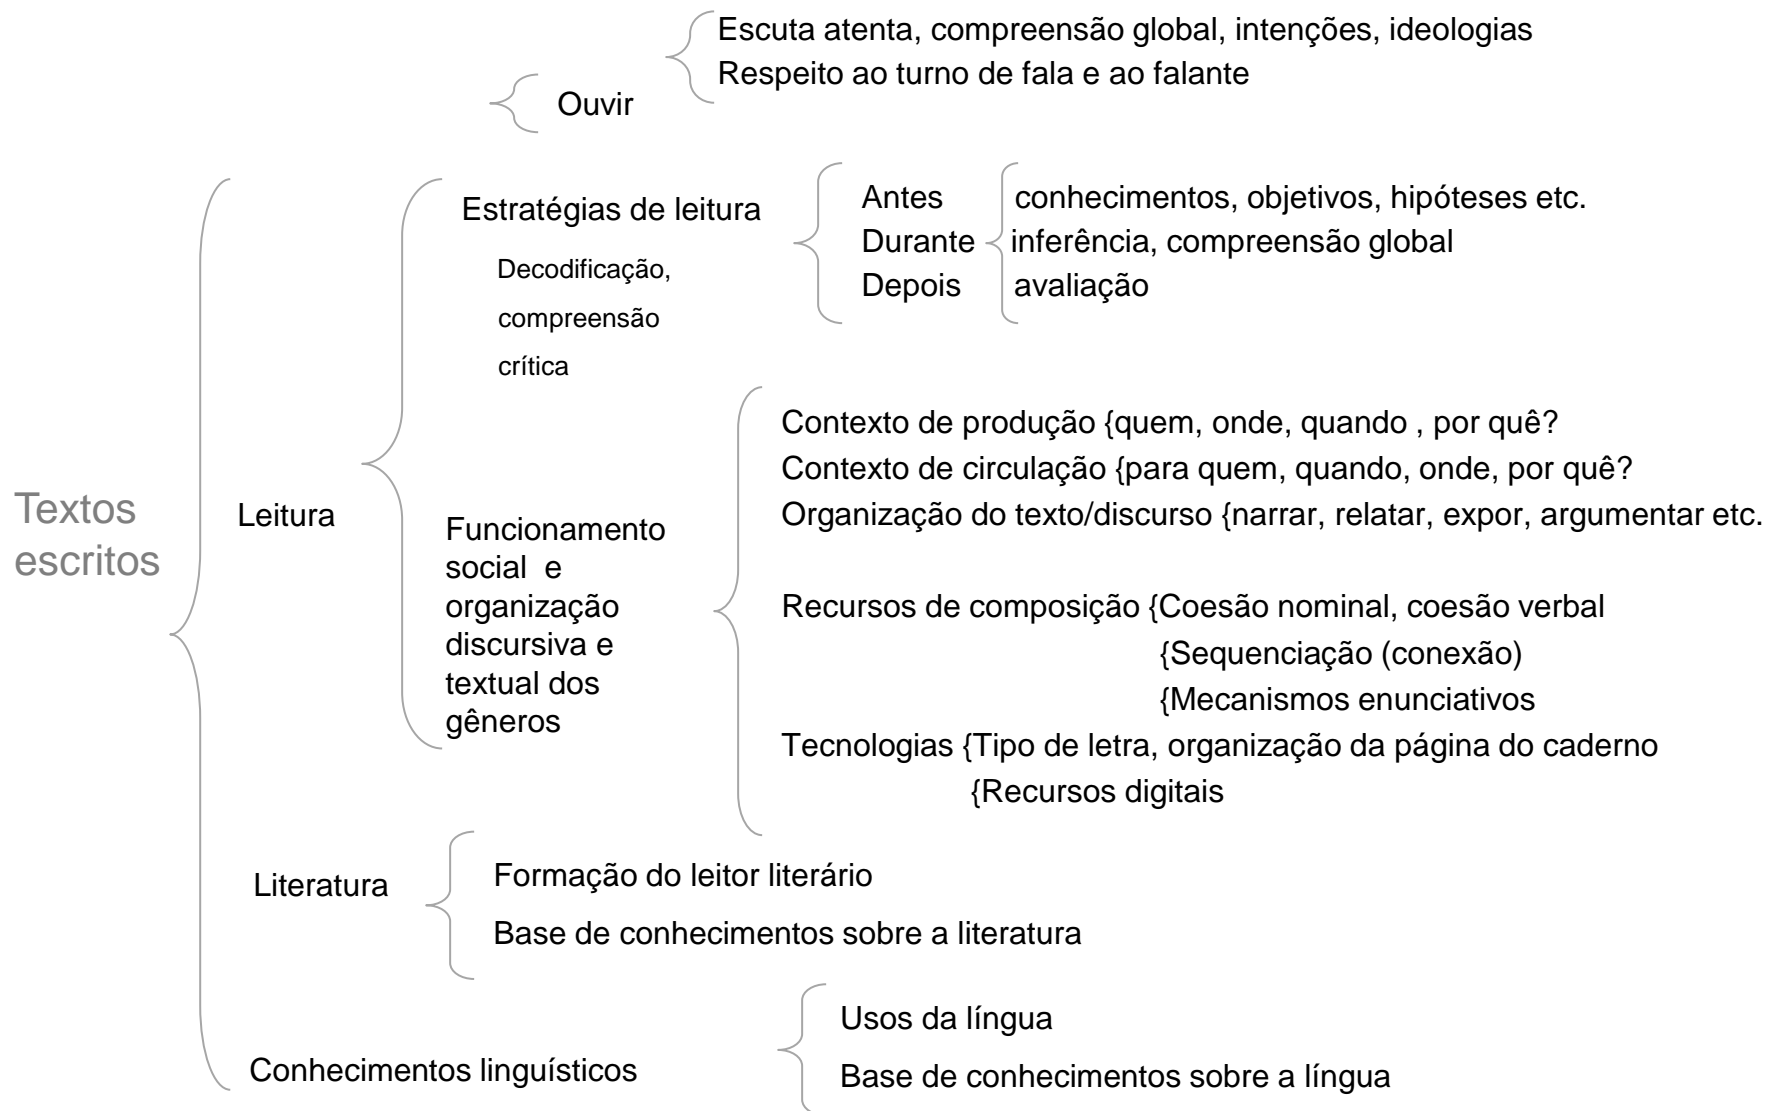 Escuta atenta, compreensão global, intenções, ideologias
Respeito ao turno de fala e ao falante
Ouvir
Textos
escritos
Leitura
Estratégias de leitura
Decodificação,
compreensão
crítica
Antes
Durante
Depois
conhecimentos, objetivos, hipóteses etc.
inferência, compreensão global
avaliação
Funcionamento
social e
organização
discursiva e
textual dos
gêneros
Contexto de produção {quem, onde, quando , por quê?
Contexto de circulação {para quem, quando, onde, por quê?
Organização do texto/discurso {narrar, relatar, expor, argumentar etc.
Recursos de composição {Coesão nominal, coesão verbal
{Sequenciação (conexão)
{Mecanismos enunciativos
Tecnologias {Tipo de letra, organização da página do caderno
{Recursos digitais
Literatura
Formação do leitor literário
Base de conhecimentos sobre a literatura
Conhecimentos linguísticos
Usos da língua
Base de conhecimentos sobre a língua